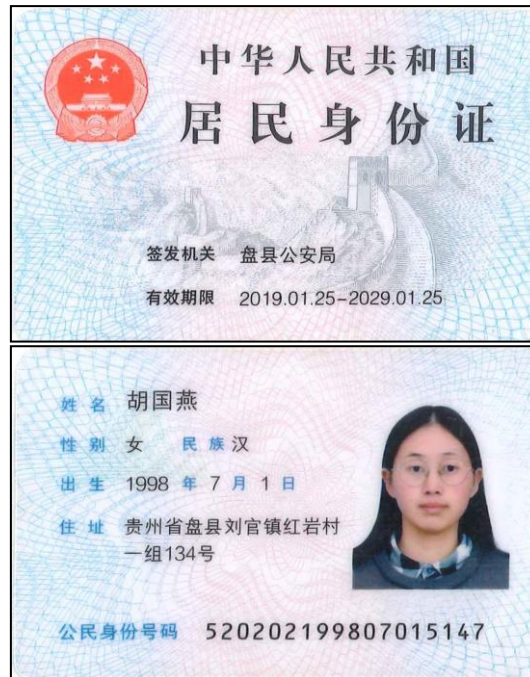 中华人民共和国
居民身份证
签发机关 盘县公安局
有效期限 2019.01.25-2029.01.25
姓名 胡国燕
性别 女 民族 汉
出生 1998 年 7 月 1 日
住址 贵州省盘县刘官镇红岩村
一组134号
公民身份号码 520202199807015147